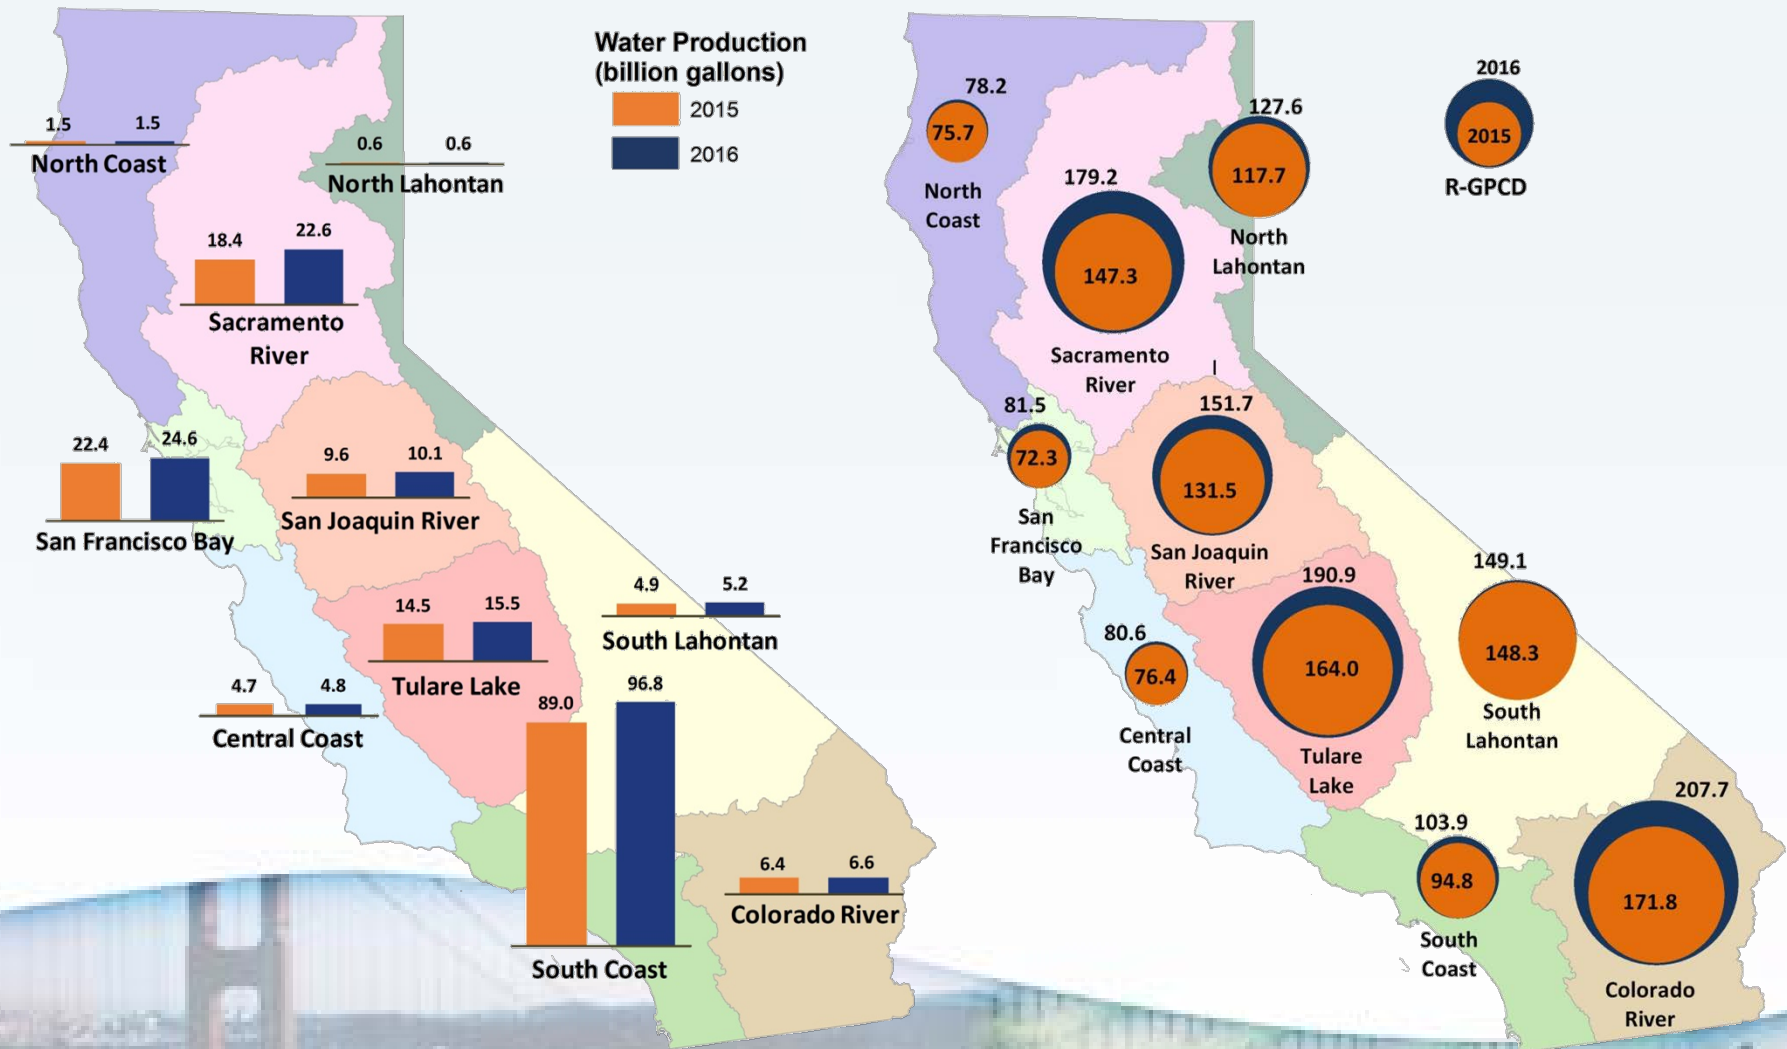 Water Production
(billion gallons)
2015
2016
1.5
1.5
North Coast
0.6
0.6
North Lahontan
18.4
22.6
Sacramento
River
22.4
24.6
San Francisco Bay
9.6
10.1
San Joaquin River
14.5
15.5
Tulare Lake
4.9
5.2
South Lahontan
4.7
4.8
Central Coast
89.0
96.8
South Coast
6.4
6.6
Colorado River
2016
2015
R-GPCD
78.2
75.7
North
Coast
127.6
117.7
North
Lahontan
179.2
147.3
Sacramento
River
81.5
72.3
San
Francisco
Bay
151.7
131.5
San Joaquin
River
190.9
164.0
Tulare
Lake
149.1
148.3
South
Lahontan
80.6
76.4
Central
Coast
103.9
94.8
South
Coast
207.7
171.8
Colorado
River